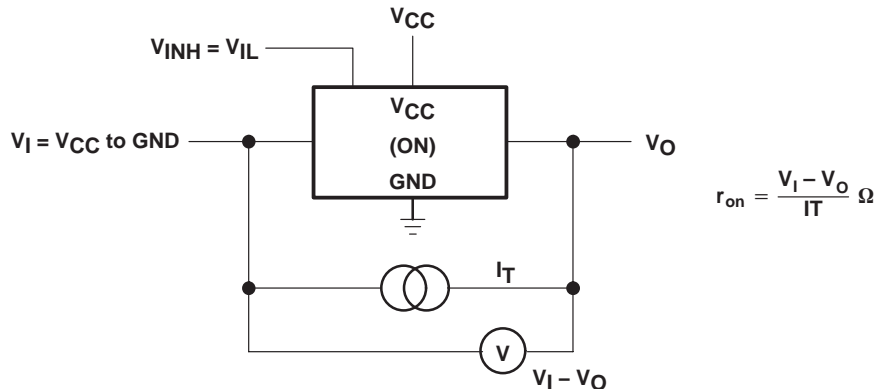 VCC
VINH = VIL
VCC
VI = VCC to GND
(ON)
VO
GND
ron = VI – VO / IT Ω
IT
V
VI – VO